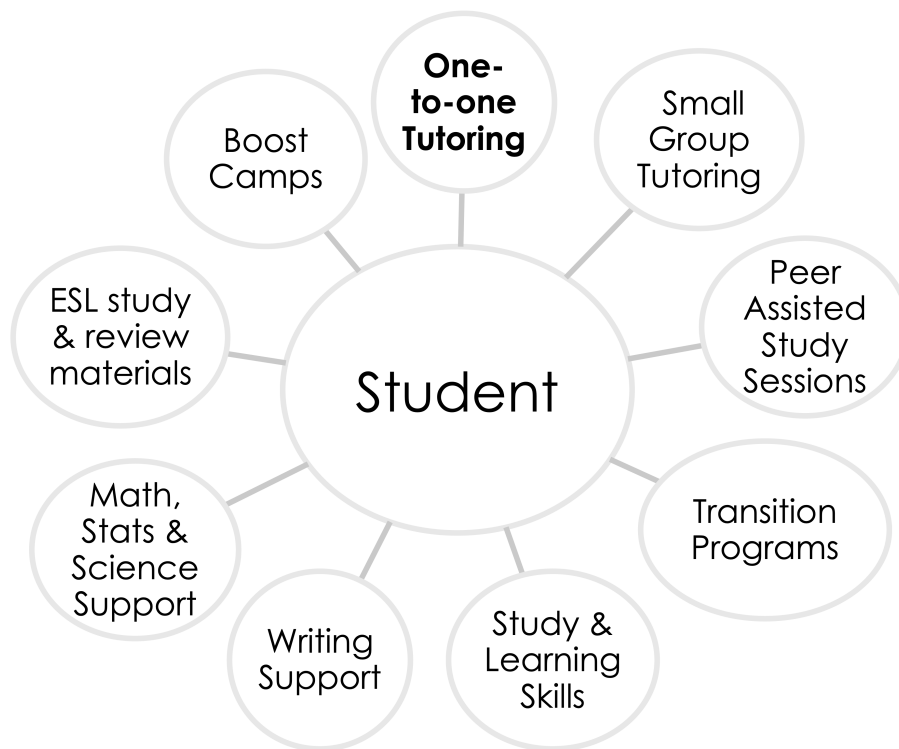 One-
to-one
Tutoring
Small
Group
Tutoring
Peer
Assisted
Study
Sessions
Transition
Programs
Study &
Learning
Skills
Writing
Support
Math,
Stats &
Science
Support
ESL study
& review
materials
Boost
Camps
Student